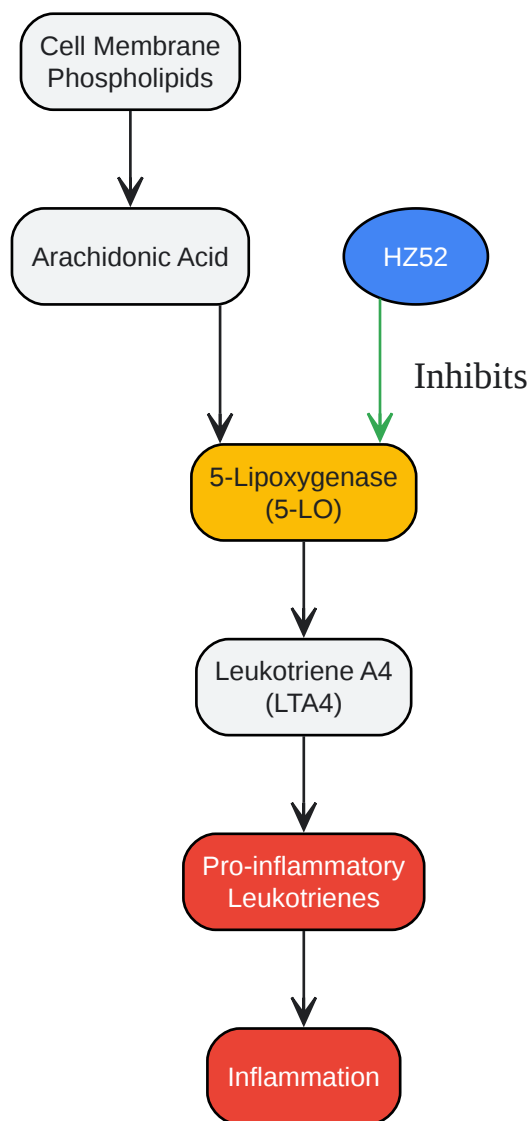 Cell Membrane
Phospholipids
Arachidonic Acid
HZ52
Inhibits
5-Lipoxygenase
(5-LO)
Leukotriene A4
(LTA4)
Pro-inflammatory
Leukotrienes
Inflammation